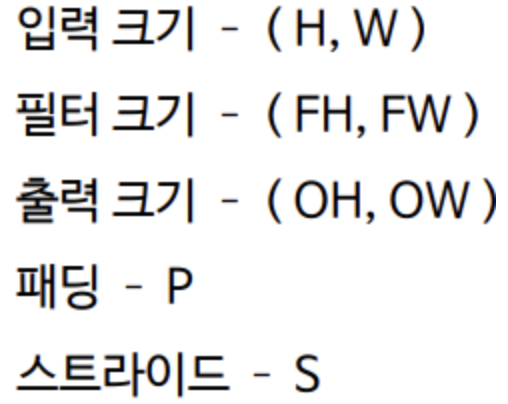 입력 크기 - ( H, W )
필터 크기 - ( FH, FW )
출력 크기 - ( OH, OW )
패딩 - P
스트라이드 - S